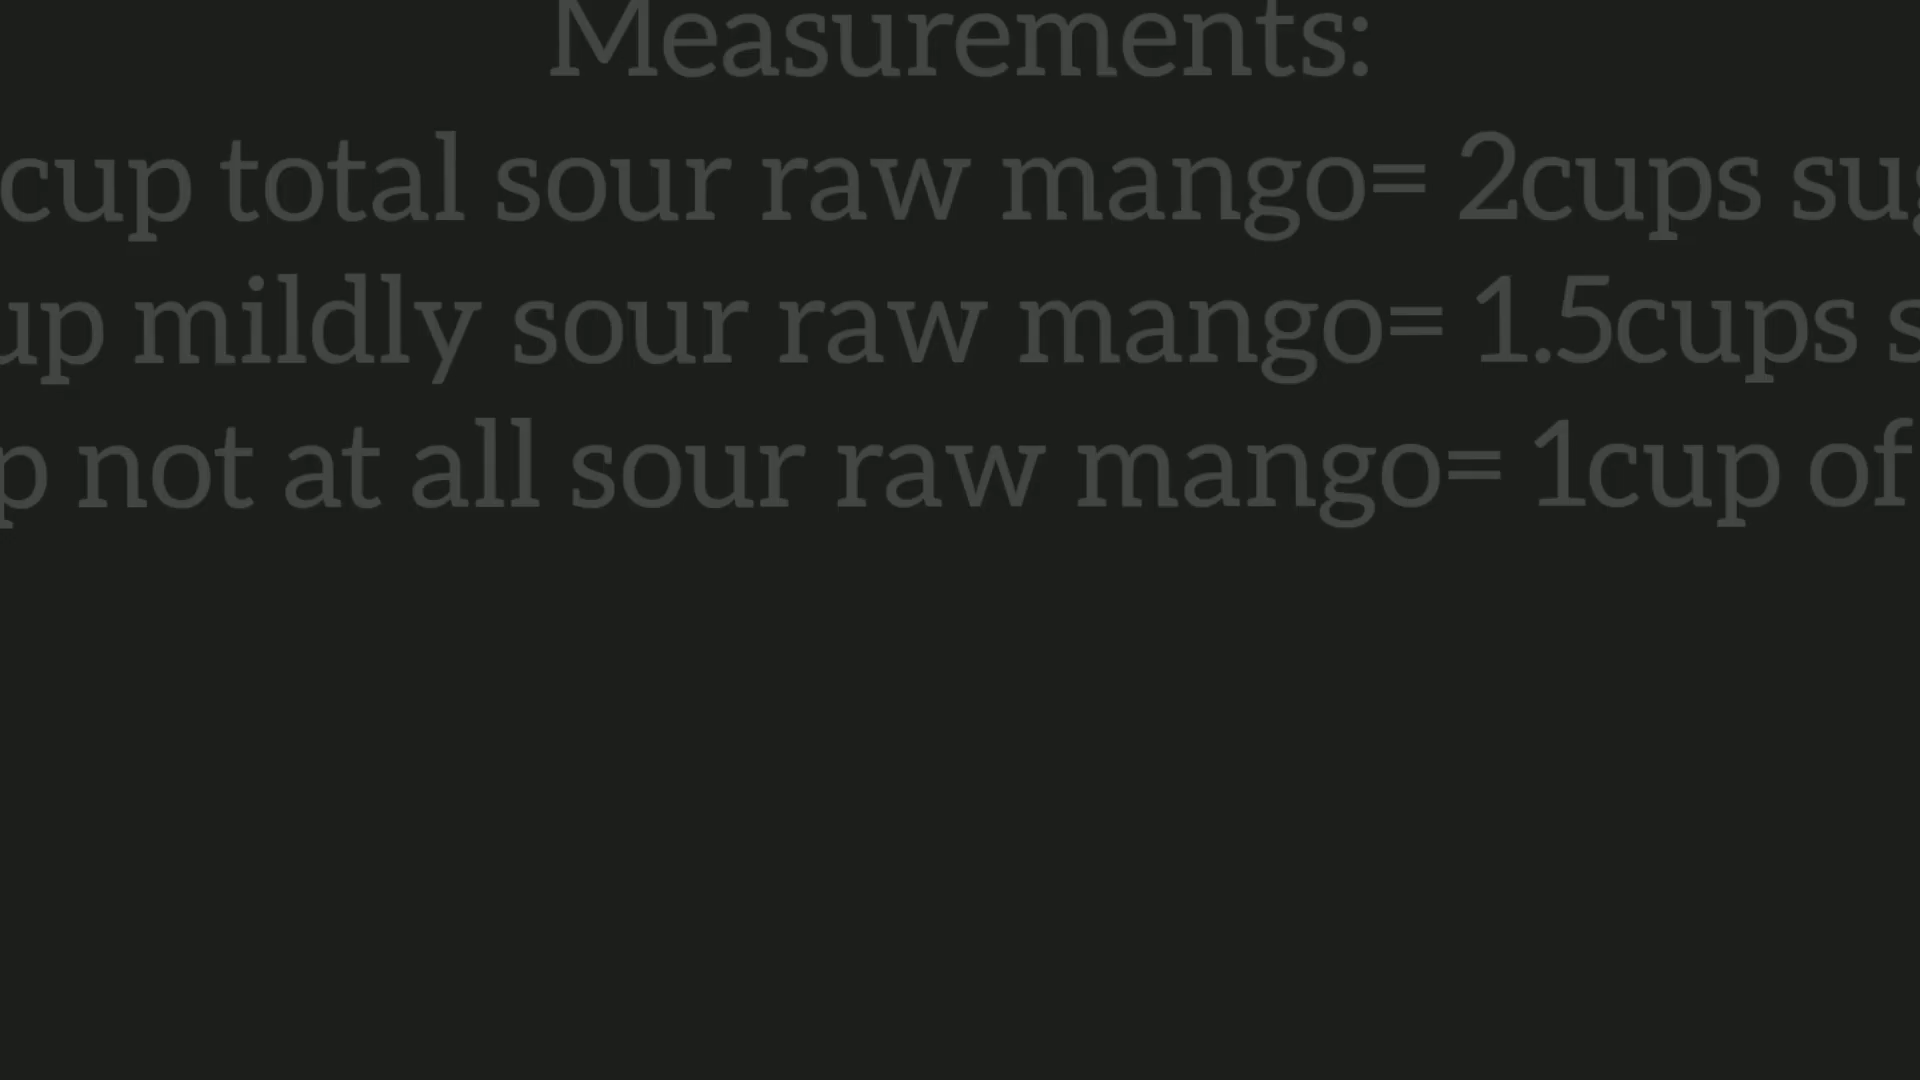 Measurements:
cup total sour raw mango= 2cups sug
up mildly sour raw mango= 1.5cups s
p not at all sour raw mango= 1cup of